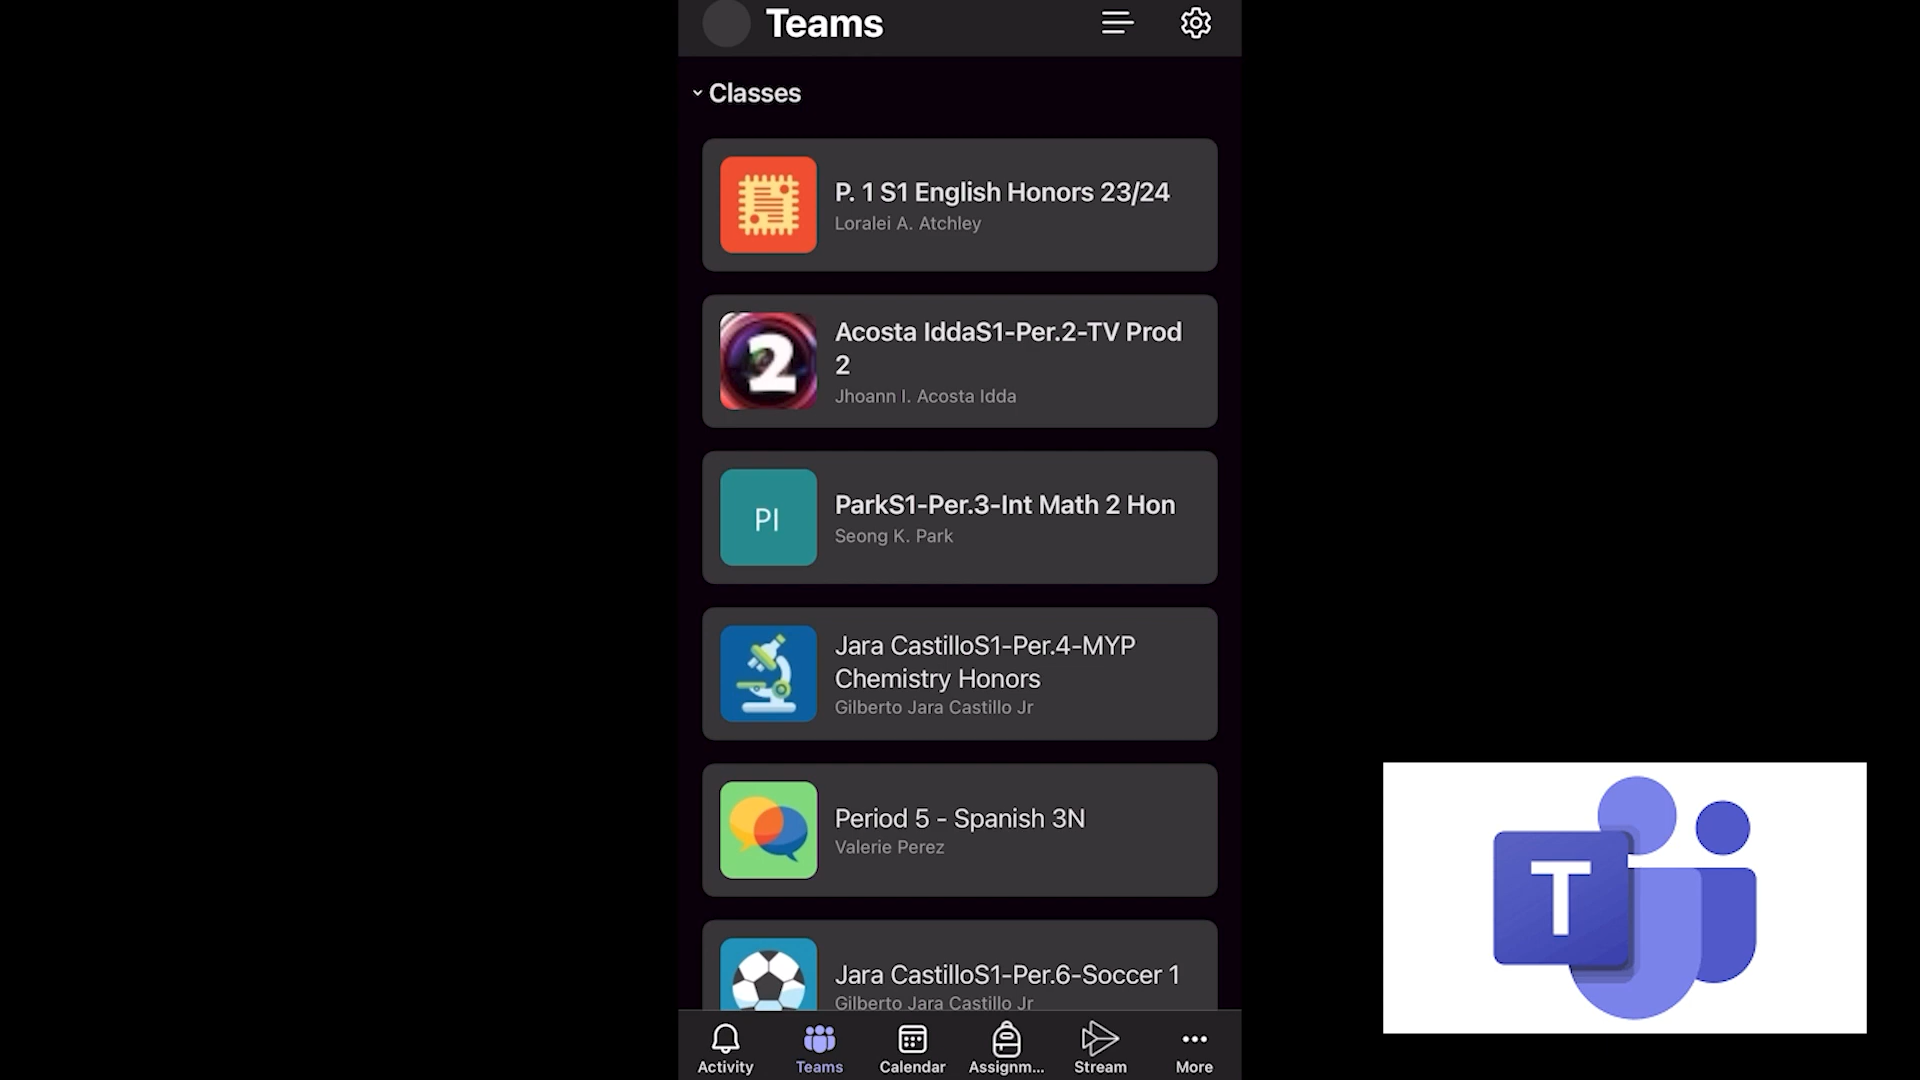 Teams
Classes
P. 1 S1 English Honors 23/24
Loralei A. Atchley
2
Acosta IddaS1-Per.2-TV Prod
2
Jhoann I. Acosta Idda
PI
ParkS1-Per.3-Int Math 2 Hon
Seong K. Park
Jara CastilloS1-Per.4-MYP
Chemistry Honors
Gilberto Jara Castillo Jr
Period 5 - Spanish 3N
Valerie Perez
Jara CastilloS1-Per.6-Soccer 1
Gilberto Jara Castillo Jr
Activity
Teams
Calendar
Assignm...
Stream
More
T